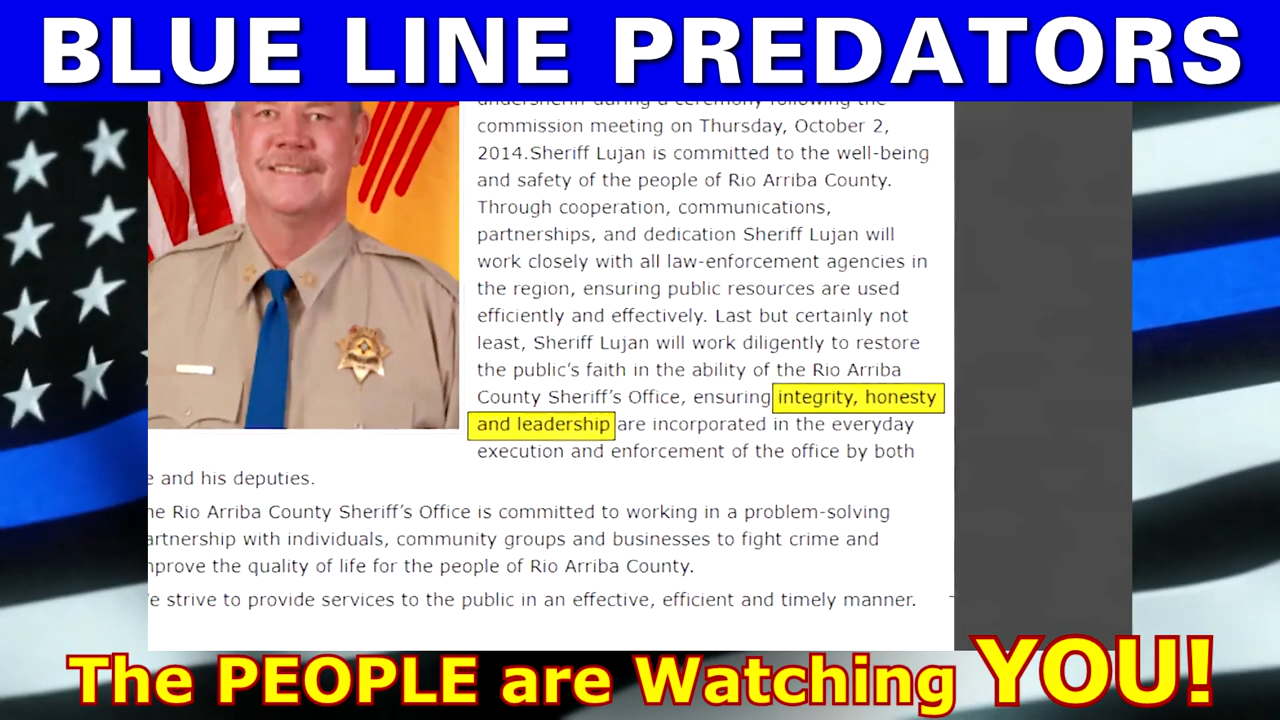 BLUE LINE PREDATORS
undersheriff during a ceremony following the
commission meeting on Thursday, October 2,
2014.Sheriff Lujan is committed to the well-being
and safety of the people of Rio Arriba County.
Through cooperation, communications,
partnerships, and dedication Sheriff Lujan will
work closely with all law-enforcement agencies in
the region, ensuring public resources are used
efficiently and effectively. Last but certainly not
least, Sheriff Lujan will work diligently to restore
the public's faith in the ability of the Rio Arriba
County Sheriff's Office, ensuring integrity, honesty
and leadership are incorporated in the everyday
execution and enforcement of the office by both
e and his deputies.
he Rio Arriba County Sheriff's Office is committed to working in a problem-solving
artnership with individuals, community groups and businesses to fight crime and
mprove the quality of life for the people of Rio Arriba County.
e strive to provide services to the public in an effective, efficient and timely manner.
The PEOPLE are Watching YOU!